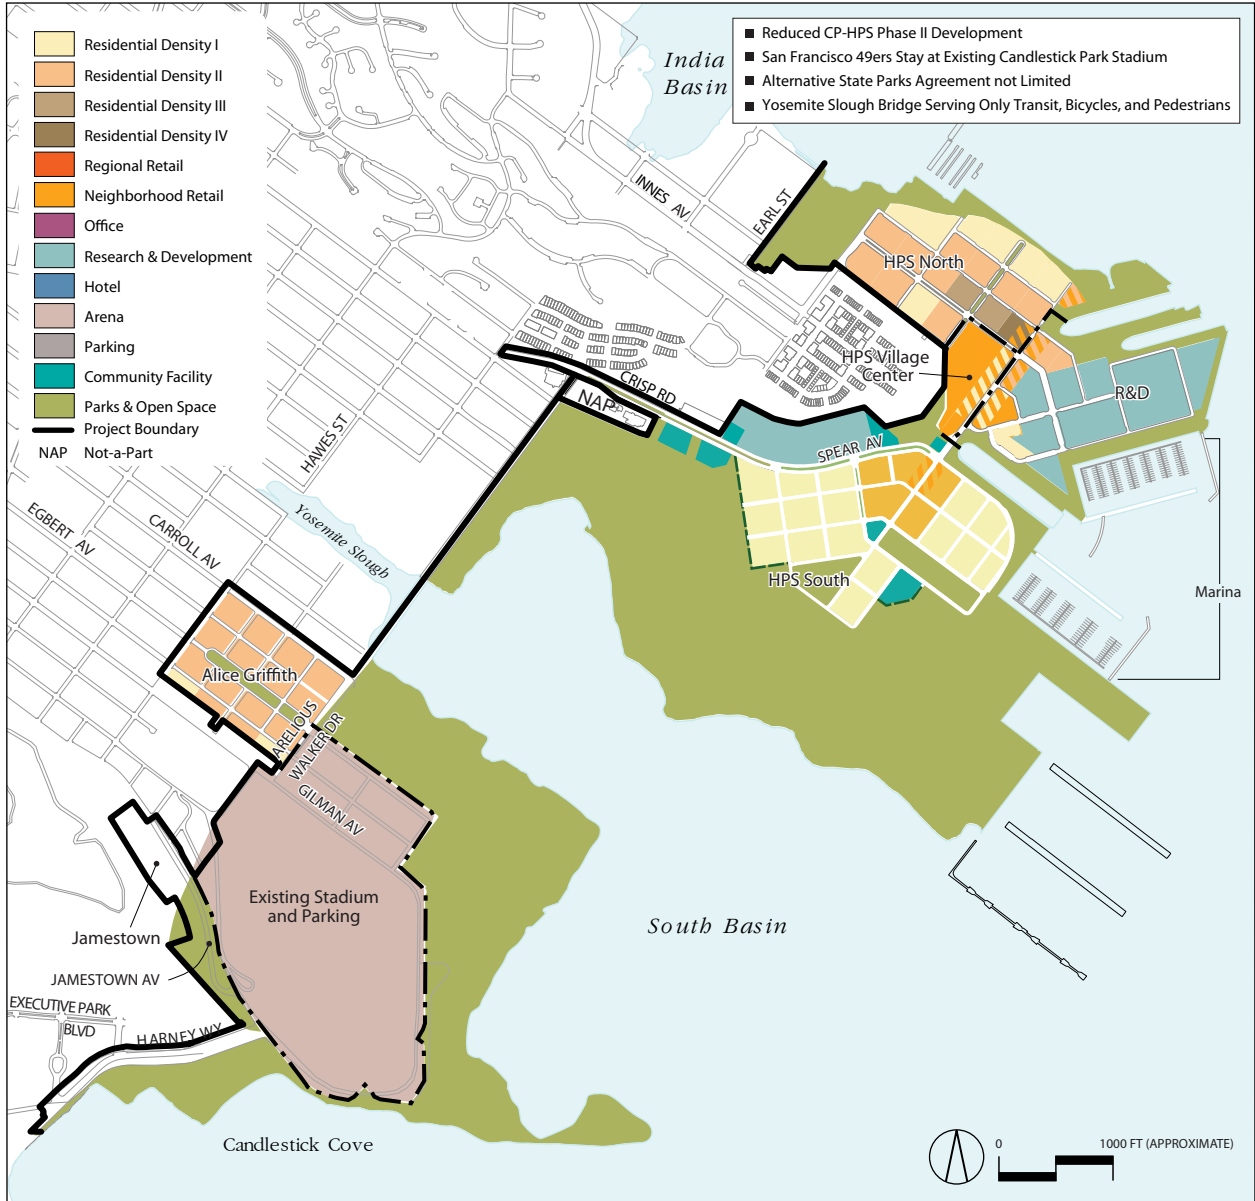 Residential Density I
Residential Density II
Residential Density III
Residential Density IV
Regional Retail
Neighborhood Retail
Office
Research & Development
Hotel
Arena
Parking
Community Facility
Parks & Open Space
Project Boundary
NAP Not-a-Part
Reduced CP-HPS Phase II Development
San Francisco 49ers Stay at Existing Candlestick Park Stadium
Alternative State Parks Agreement not Limited
Yosemite Slough Bridge Serving Only Transit, Bicycles, and Pedestrians
India
Basin
INNES AV
EARL ST
HPS North
HPS Village
Center
R&D
CRISP RD
NAP
SPEAR AV
HAWES ST
HPS South
Marina
Yosemite Slough
EGBERT AV
CARROLL AV
Alice Griffith
ARELIOUS
WALKER DR
GILMAN AV
Existing Stadium
and Parking
Jamestown
JAMESTOWN AV
South Basin
EXECUTIVE PARK
BLVD
HARNEY WY
Candlestick Cove
0 1000 FT (APPROXIMATE)